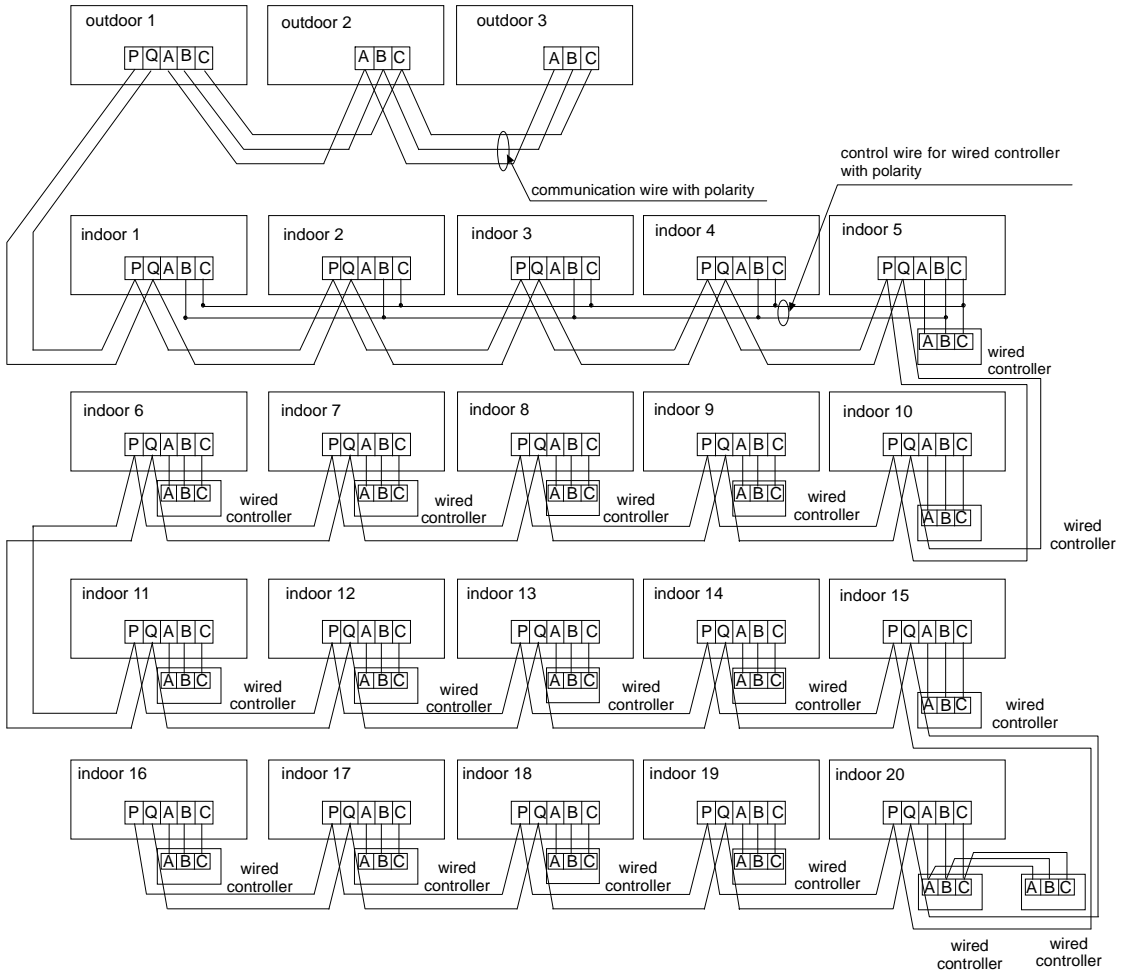 outdoor 1
outdoor 2
outdoor 3
P Q A B C
A B C
A B C
control wire for wired controller
with polarity
communication wire with polarity
indoor 1
indoor 2
indoor 3
indoor 4
indoor 5
P Q A B C
P Q A B C
P Q A B C
P Q A B C
P Q A B C
A B C
wired
controller
indoor 6
indoor 7
indoor 8
indoor 9
indoor 10
P Q A B C
P Q A B C
P Q A B C
P Q A B C
P Q A B C
A B C
wired
controller
A B C
wired
controller
A B C
wired
controller
A B C
wired
controller
A B C
wired
controller
indoor 11
indoor 12
indoor 13
indoor 14
indoor 15
P Q A B C
P Q A B C
P Q A B C
P Q A B C
P Q A B C
A B C
wired
controller
A B C
wired
controller
A B C
wired
controller
A B C
wired
controller
A B C
wired
controller
indoor 16
indoor 17
indoor 18
indoor 19
indoor 20
P Q A B C
P Q A B C
P Q A B C
P Q A B C
P Q A B C
A B C
wired
controller
A B C
wired
controller
A B C
wired
controller
A B C
wired
controller
A B C
A B C
wired
controller
wired
controller